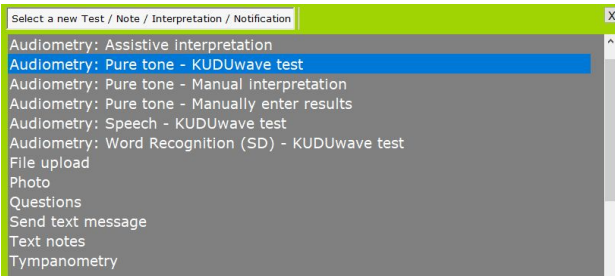 Select a new Test / Note / Interpretation / Notification
X
Audiometry: Assistive interpretation
Audiometry: Pure tone - KUDUwave test
Audiometry: Pure tone - Manual interpretation
Audiometry: Pure tone - Manually enter results
Audiometry: Speech - KUDUwave test
Audiometry: Word Recognition (SD) - KUDUwave test
File upload
Photo
Questions
Send text message
Text notes
Tympanometry